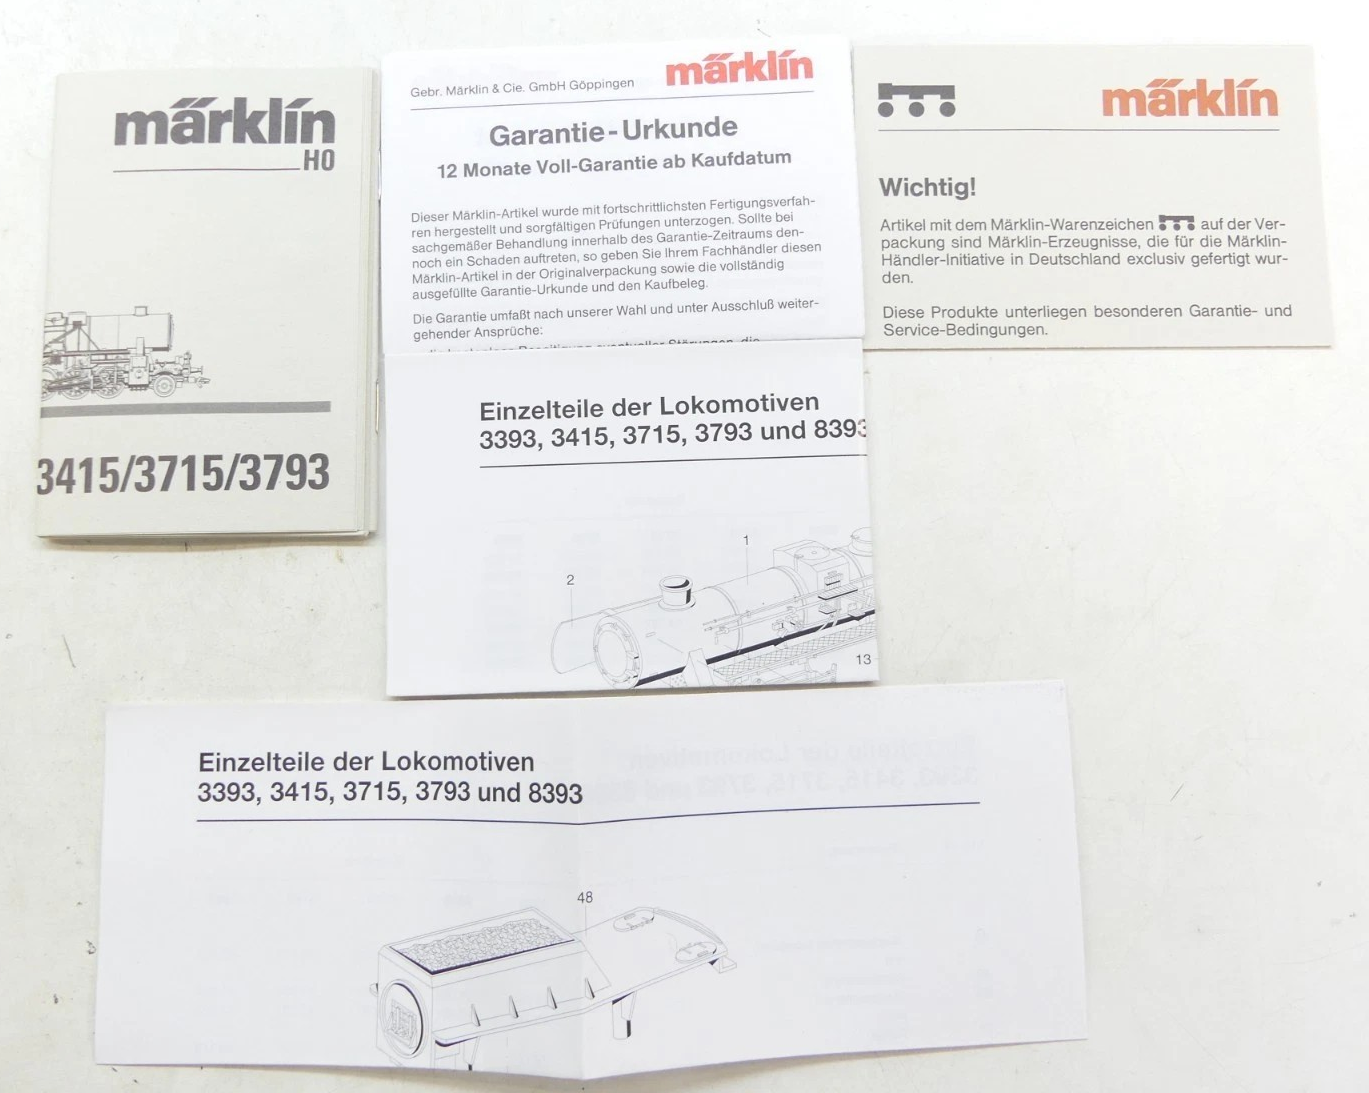 märklin
HO
3415/3715/3793
Gebr. Märklin & Cie. GmbH Göppingen
märklin
Garantie-Urkunde
12 Monate Voll-Garantie ab Kaufdatum
Dieser Märklin-Artikel wurde mit fortschrittlichsten Fertigungsverfah-
ren hergestellt und sorgfältigen Prüfungen unterzogen. Sollte bei
sachgemäßer Behandlung innerhalb des Garantie-Zeitraums den-
noch ein Schaden auftreten, so geben Sie Ihrem Fachhändler diesen
Märklin-Artikel in der Originalverpackung sowie die vollständig
ausgefüllte Garantie-Urkunde und den Kaufbeleg.
Die Garantie umfaßt nach unserer Wahl und unter Ausschluß weiter-
gehender Ansprüche:
märklin
Wichtig!
Artikel mit dem Märklin-Warenzeichen auf der Ver-
packung sind Märklin-Erzeugnisse, die für die Märklin-
Händler-Initiative in Deutschland exclusiv gefertigt wur-
den.
Diese Produkte unterliegen besonderen Garantie- und
Service-Bedingungen.
Einzelteile der Lokomotiven
3393, 3415, 3715, 3793 und 8393
1
2
13
Einzelteile der Lokomotiven
3393, 3415, 3715, 3793 und 8393
48